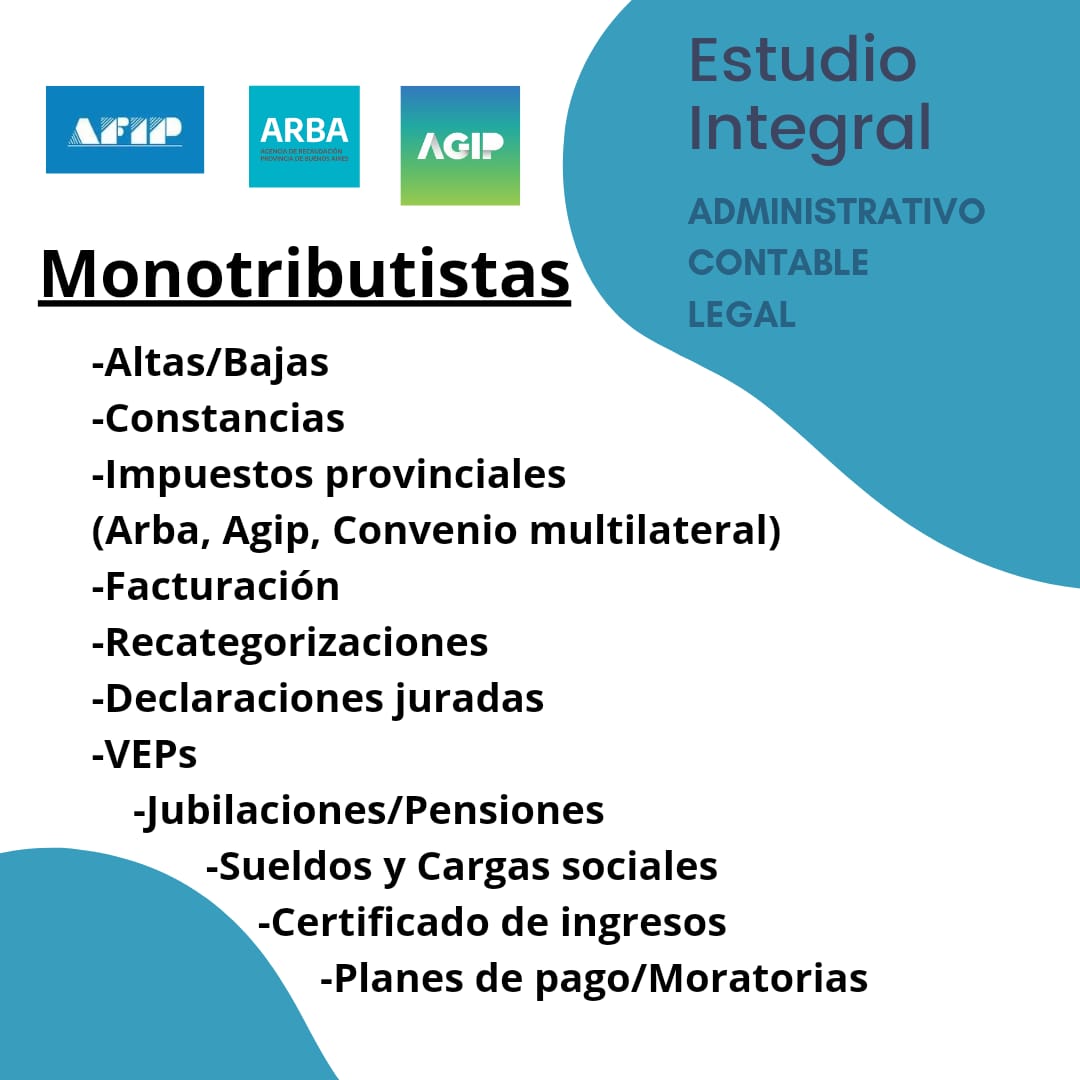 AFIP
ARBA
AGENCIA DE RECAUDACIÓN
PROVINCIA DE BUENOS AIRES
AGIP
Estudio
Integral
ADMINISTRATIVO
CONTABLE
LEGAL
Monotributistas
-Altas/Bajas
-Constancias
-Impuestos provinciales
(Arba, Agip, Convenio multilateral)
-Facturación
-Recategorizaciones
-Declaraciones juradas
-VEPs
-Jubilaciones/Pensiones
-Sueldos y Cargas sociales
-Certificado de ingresos
-Planes de pago/Moratorias